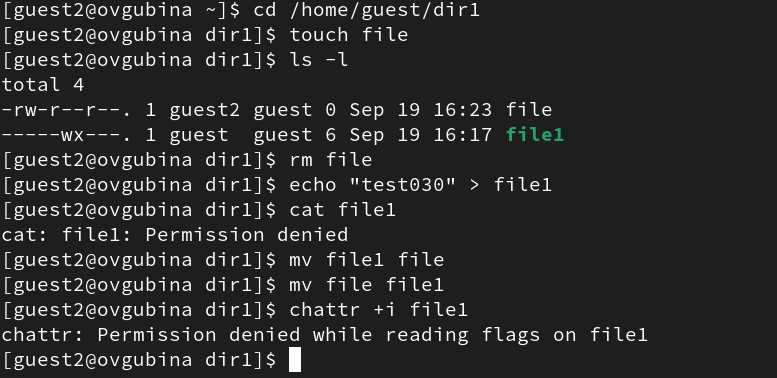 [guest2@ovgubina ~]$ cd /home/guest/dir1
[guest2@ovgubina dir1]$ touch file
[guest2@ovgubina dir1]$ ls -l
total 4
-rw-r--r--. 1 guest2 guest 0 Sep 19 16:23 file
-----wx---. 1 guest  guest 6 Sep 19 16:17 file1
[guest2@ovgubina dir1]$ rm file
[guest2@ovgubina dir1]$ echo "test030" > file1
[guest2@ovgubina dir1]$ cat file1
cat: file1: Permission denied
[guest2@ovgubina dir1]$ mv file1 file
[guest2@ovgubina dir1]$ mv file file1
[guest2@ovgubina dir1]$ chattr +i file1
chattr: Permission denied while reading flags on file1
[guest2@ovgubina dir1]$